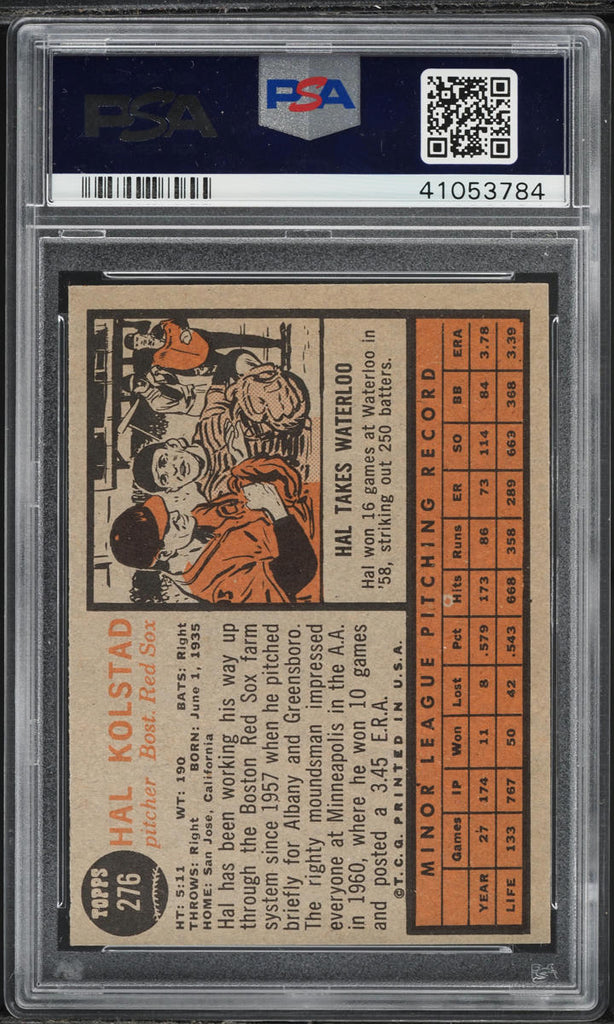 PSA
PSA
41053784
TOPPS
276
HAL KOLSTAD
pitcher Bost. Red Sox
HT: 5:11 WT: 190 BATS: Right
THROWS: Right BORN: June 1, 1935
HOME: San Jose, California
Hal has been working his way up
through the Boston Red Sox farm
system since 1957 when he pitched
briefly for Albany and Greensboro.
The righty moundsman impressed
everyone at Minneapolis in the A.A.
in 1960, where he won 10 games
and posted a 3.45 E.R.A.
©T.C.G. PRINTED IN U.S.A.
HAL TAKES WATERLOO
Hal won 16 games at Waterloo in
'58, striking out 250 batters.
MINOR LEAGUE PITCHING RECORD
Games IP Won Lost Pct Hits Runs ER SO BB ERA
YEAR 27 174 11 8 .579 173 86 73 114 84 3.78
LIFE 133 767 50 42 .543 668 358 289 669 368 3.39